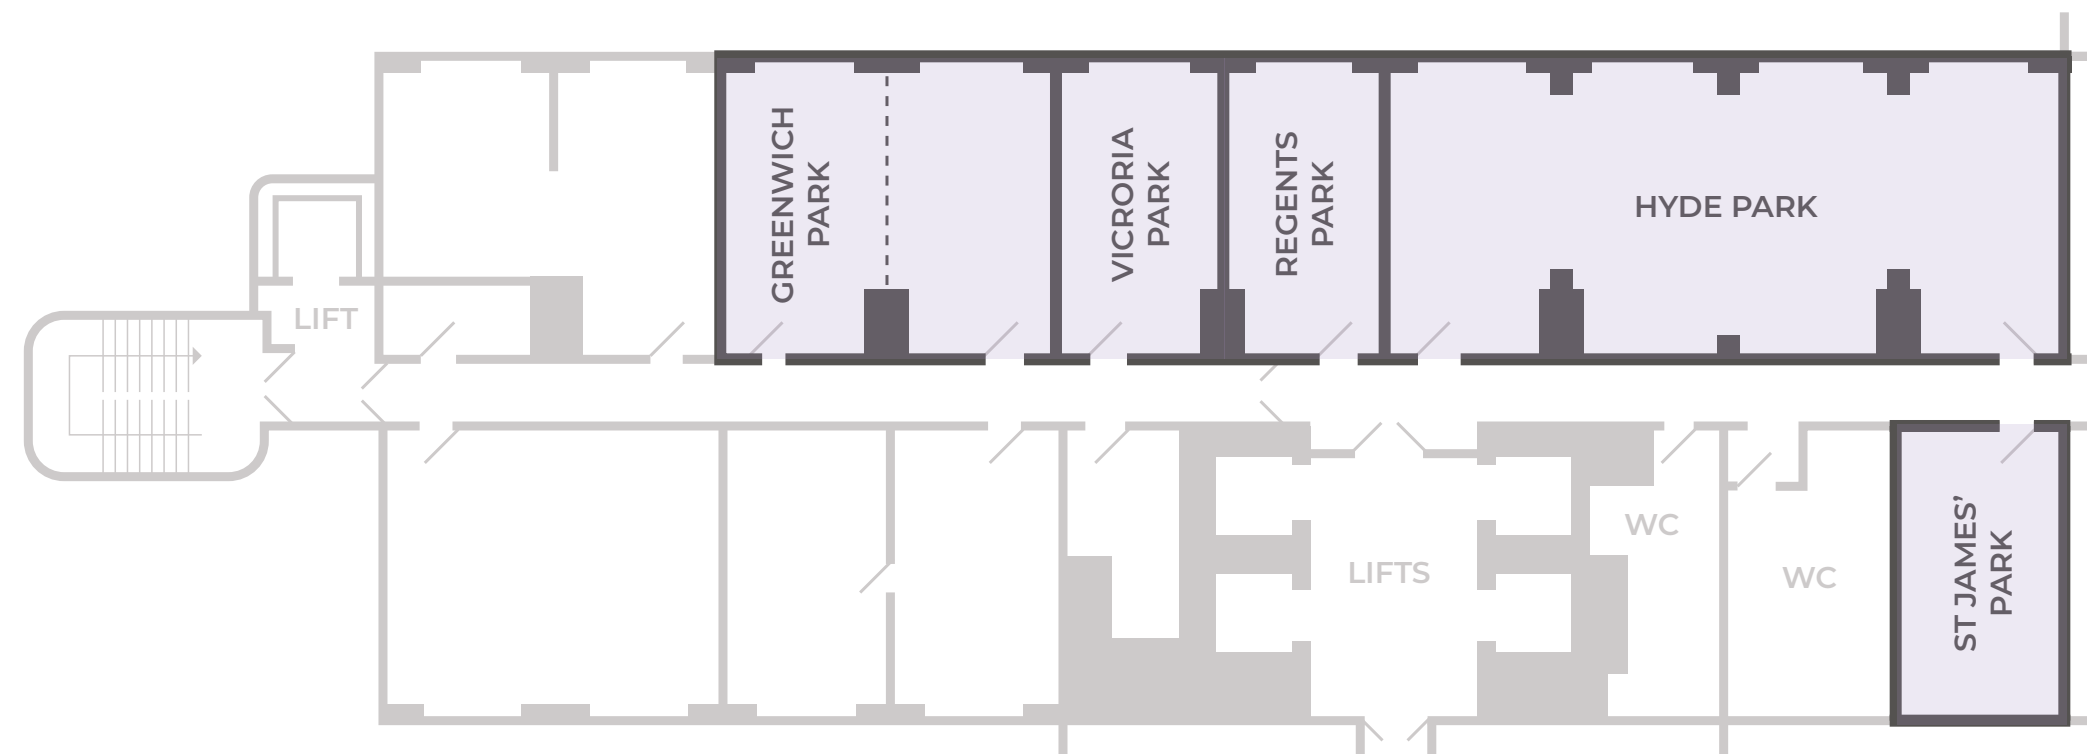 GREENWICH
PARK
VICRORIA
PARK
REGENTS
PARK
HYDE PARK
LIFT
LIFTS
WC
WC
ST JAMES’
PARK